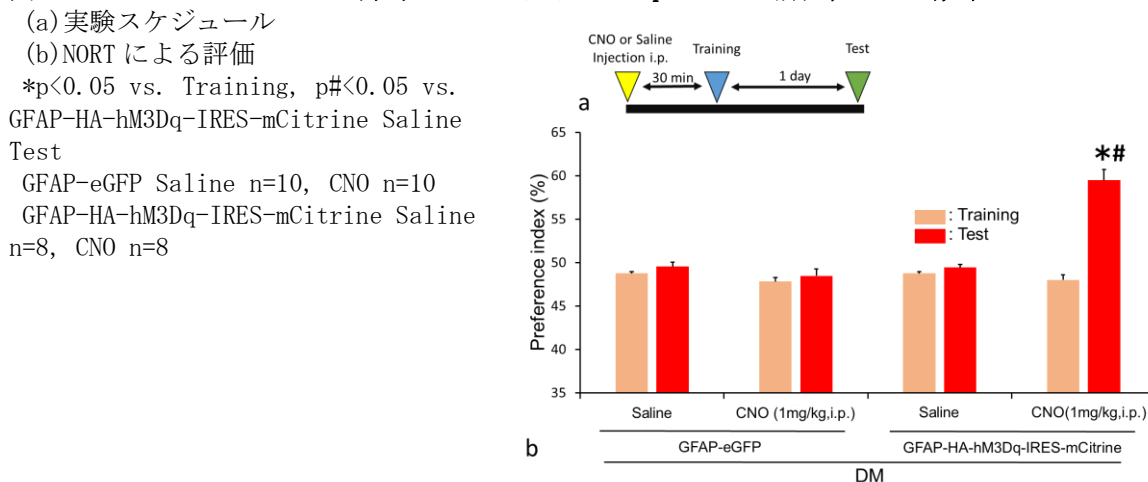 (a)実験スケジュール
(b)NORT による評価
*p<0.05 vs. Training, p#<0.05 vs.
GFAP-HA-hM3Dq-IRES-mCitrine Saline
Test
GFAP-eGFP Saline n=10, CNO n=10
GFAP-HA-hM3Dq-IRES-mCitrine Saline
n=8, CNO n=8
CNO or Saline
Injection i.p.
Training
Test
30 min
1 day
a
Preference index (%)
65
60
55
50
45
40
35
*#
: Training
: Test
Saline
CNO (1mg/kg,i.p.)
Saline
CNO(1mg/kg,i.p.)
b
GFAP-eGFP
GFAP-HA-hM3Dq-IRES-mCitrine
DM